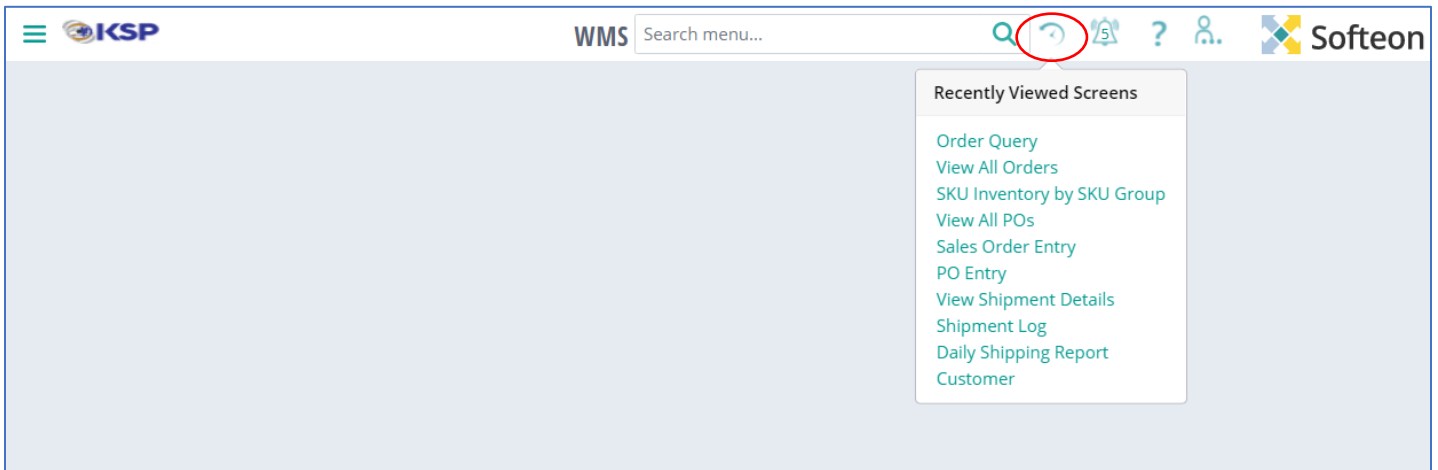 KSP
WMS
Search menu...
5
?
Softeon
Recently Viewed Screens
Order Query
View All Orders
SKU Inventory by SKU Group
View All POs
Sales Order Entry
PO Entry
View Shipment Details
Shipment Log
Daily Shipping Report
Customer